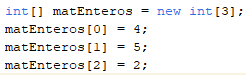 int[] matEnteros = new int[3];
matEnteros[0] = 4;
matEnteros[1] = 5;
matEnteros[2] = 2;